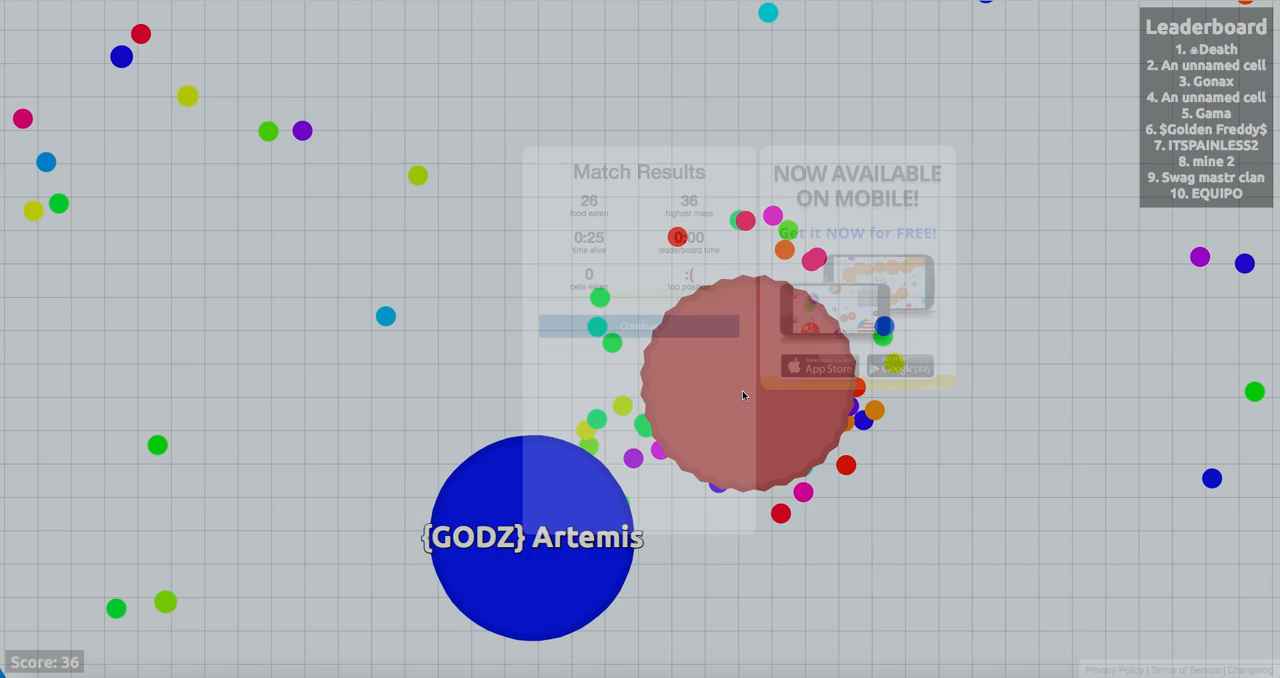 Leaderboard
1. ☠Death
2. An unnamed cell
3. Gonax
4. An unnamed cell
5. Gama
6. $Golden Freddy$
7. ITSPAINLESS2
8. mine 2
9. Swag mastr clan
10. EQUIPO
Match Results
26
36
food eaten
highest mass
0:25
0:00
time alive
leaderboard time
0
:(
cells eaten
top position
Continue
NOW AVAILABLE
ON MOBILE!
Get it NOW for FREE!
App Store
Google play
{GODZ} Artemis
Score: 36
Privacy Policy | Terms of Service | Changelog